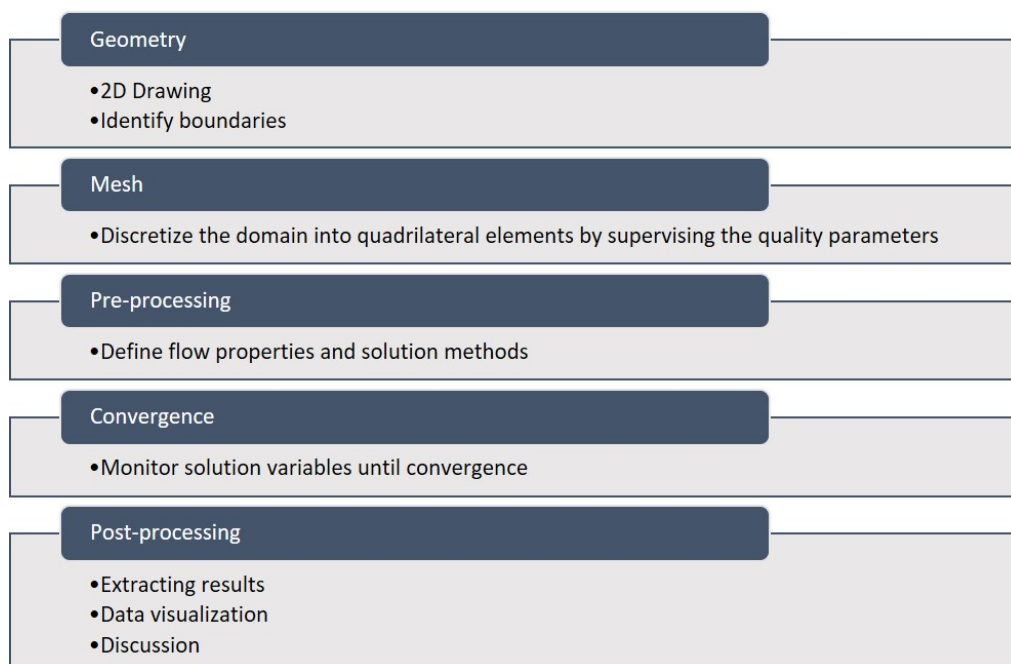 Geometry
•2D Drawing
•Identify boundaries
Mesh
•Discretize the domain into quadrilateral elements by supervising the quality parameters
Pre-processing
•Define flow properties and solution methods
Convergence
•Monitor solution variables until convergence
Post-processing
•Extracting results
•Data visualization
•Discussion